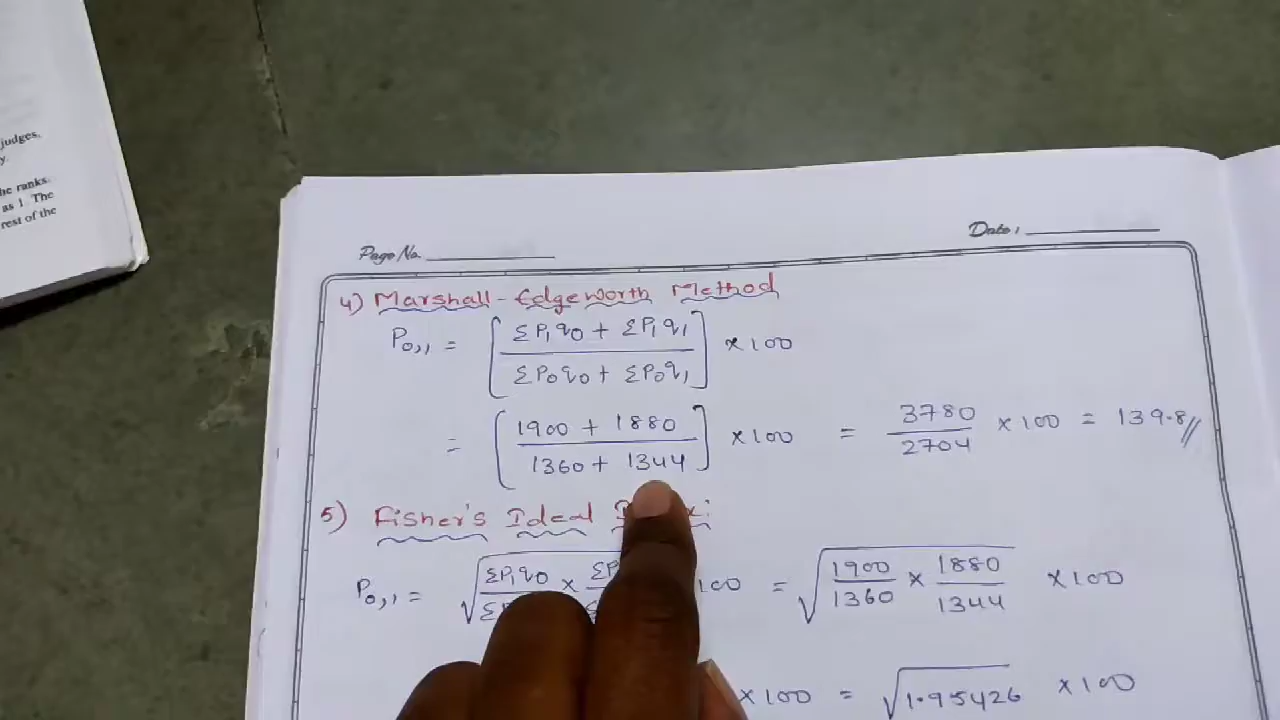 judges,
y.
he ranks
as 1. The
rest of the
Page No.
Date:
4) Marshall-Edgeworth Method
P0,1 = [ΣP1q0 + ΣP1q1 / ΣP0q0 + ΣP0q1] ×100
= [1900 + 1880 / 1360 + 1344] ×100 = 3780/2704 ×100 = 139.8//
5) Fisher's Ideal
P0,1 = √ΣP1q0 × ΣP 100 = √1900/1360 × 1880/1344 ×100
×100 = √1.95426 ×100